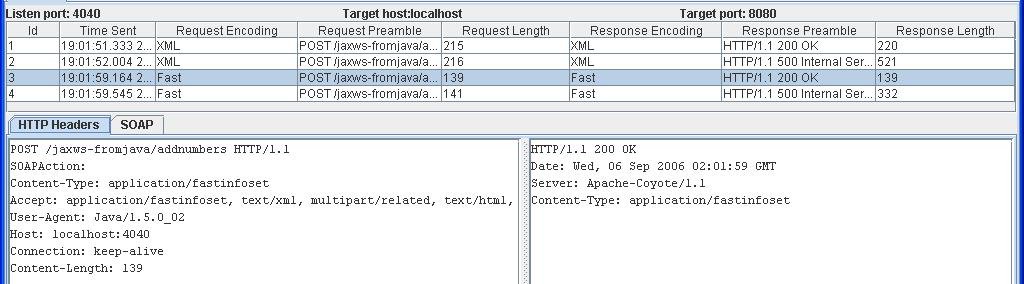 Listen port: 4040 Target host:localhost Target port: 8080
Id Time Sent Request Encoding Request Preamble Request Length Response Encoding Response Preamble Response Length
1 19:01:51.333 2... XML POST /jaxws-fromjava/a... 215 XML HTTP/1.1 200 OK 220
2 19:01:52.004 2... XML POST /jaxws-fromjava/a... 216 XML HTTP/1.1 500 Internal Ser... 521
3 19:01:59.164 2... Fast POST /jaxws-fromjava/a... 139 Fast HTTP/1.1 200 OK 139
4 19:01:59.545 2... Fast POST /jaxws-fromjava/a... 141 Fast HTTP/1.1 500 Internal Ser... 332
HTTP Headers SOAP
POST /jaxws-fromjava/addnumbers HTTP/1.1
SOAPAction:
Content-Type: application/fastinfoset
Accept: application/fastinfoset, text/xml, multipart/related, text/html,
User-Agent: Java/1.5.0_02
Host: localhost:4040
Connection: keep-alive
Content-Length: 139
HTTP/1.1 200 OK
Date: Wed, 06 Sep 2006 02:01:59 GMT
Server: Apache-Coyote/1.1
Content-Type: application/fastinfoset